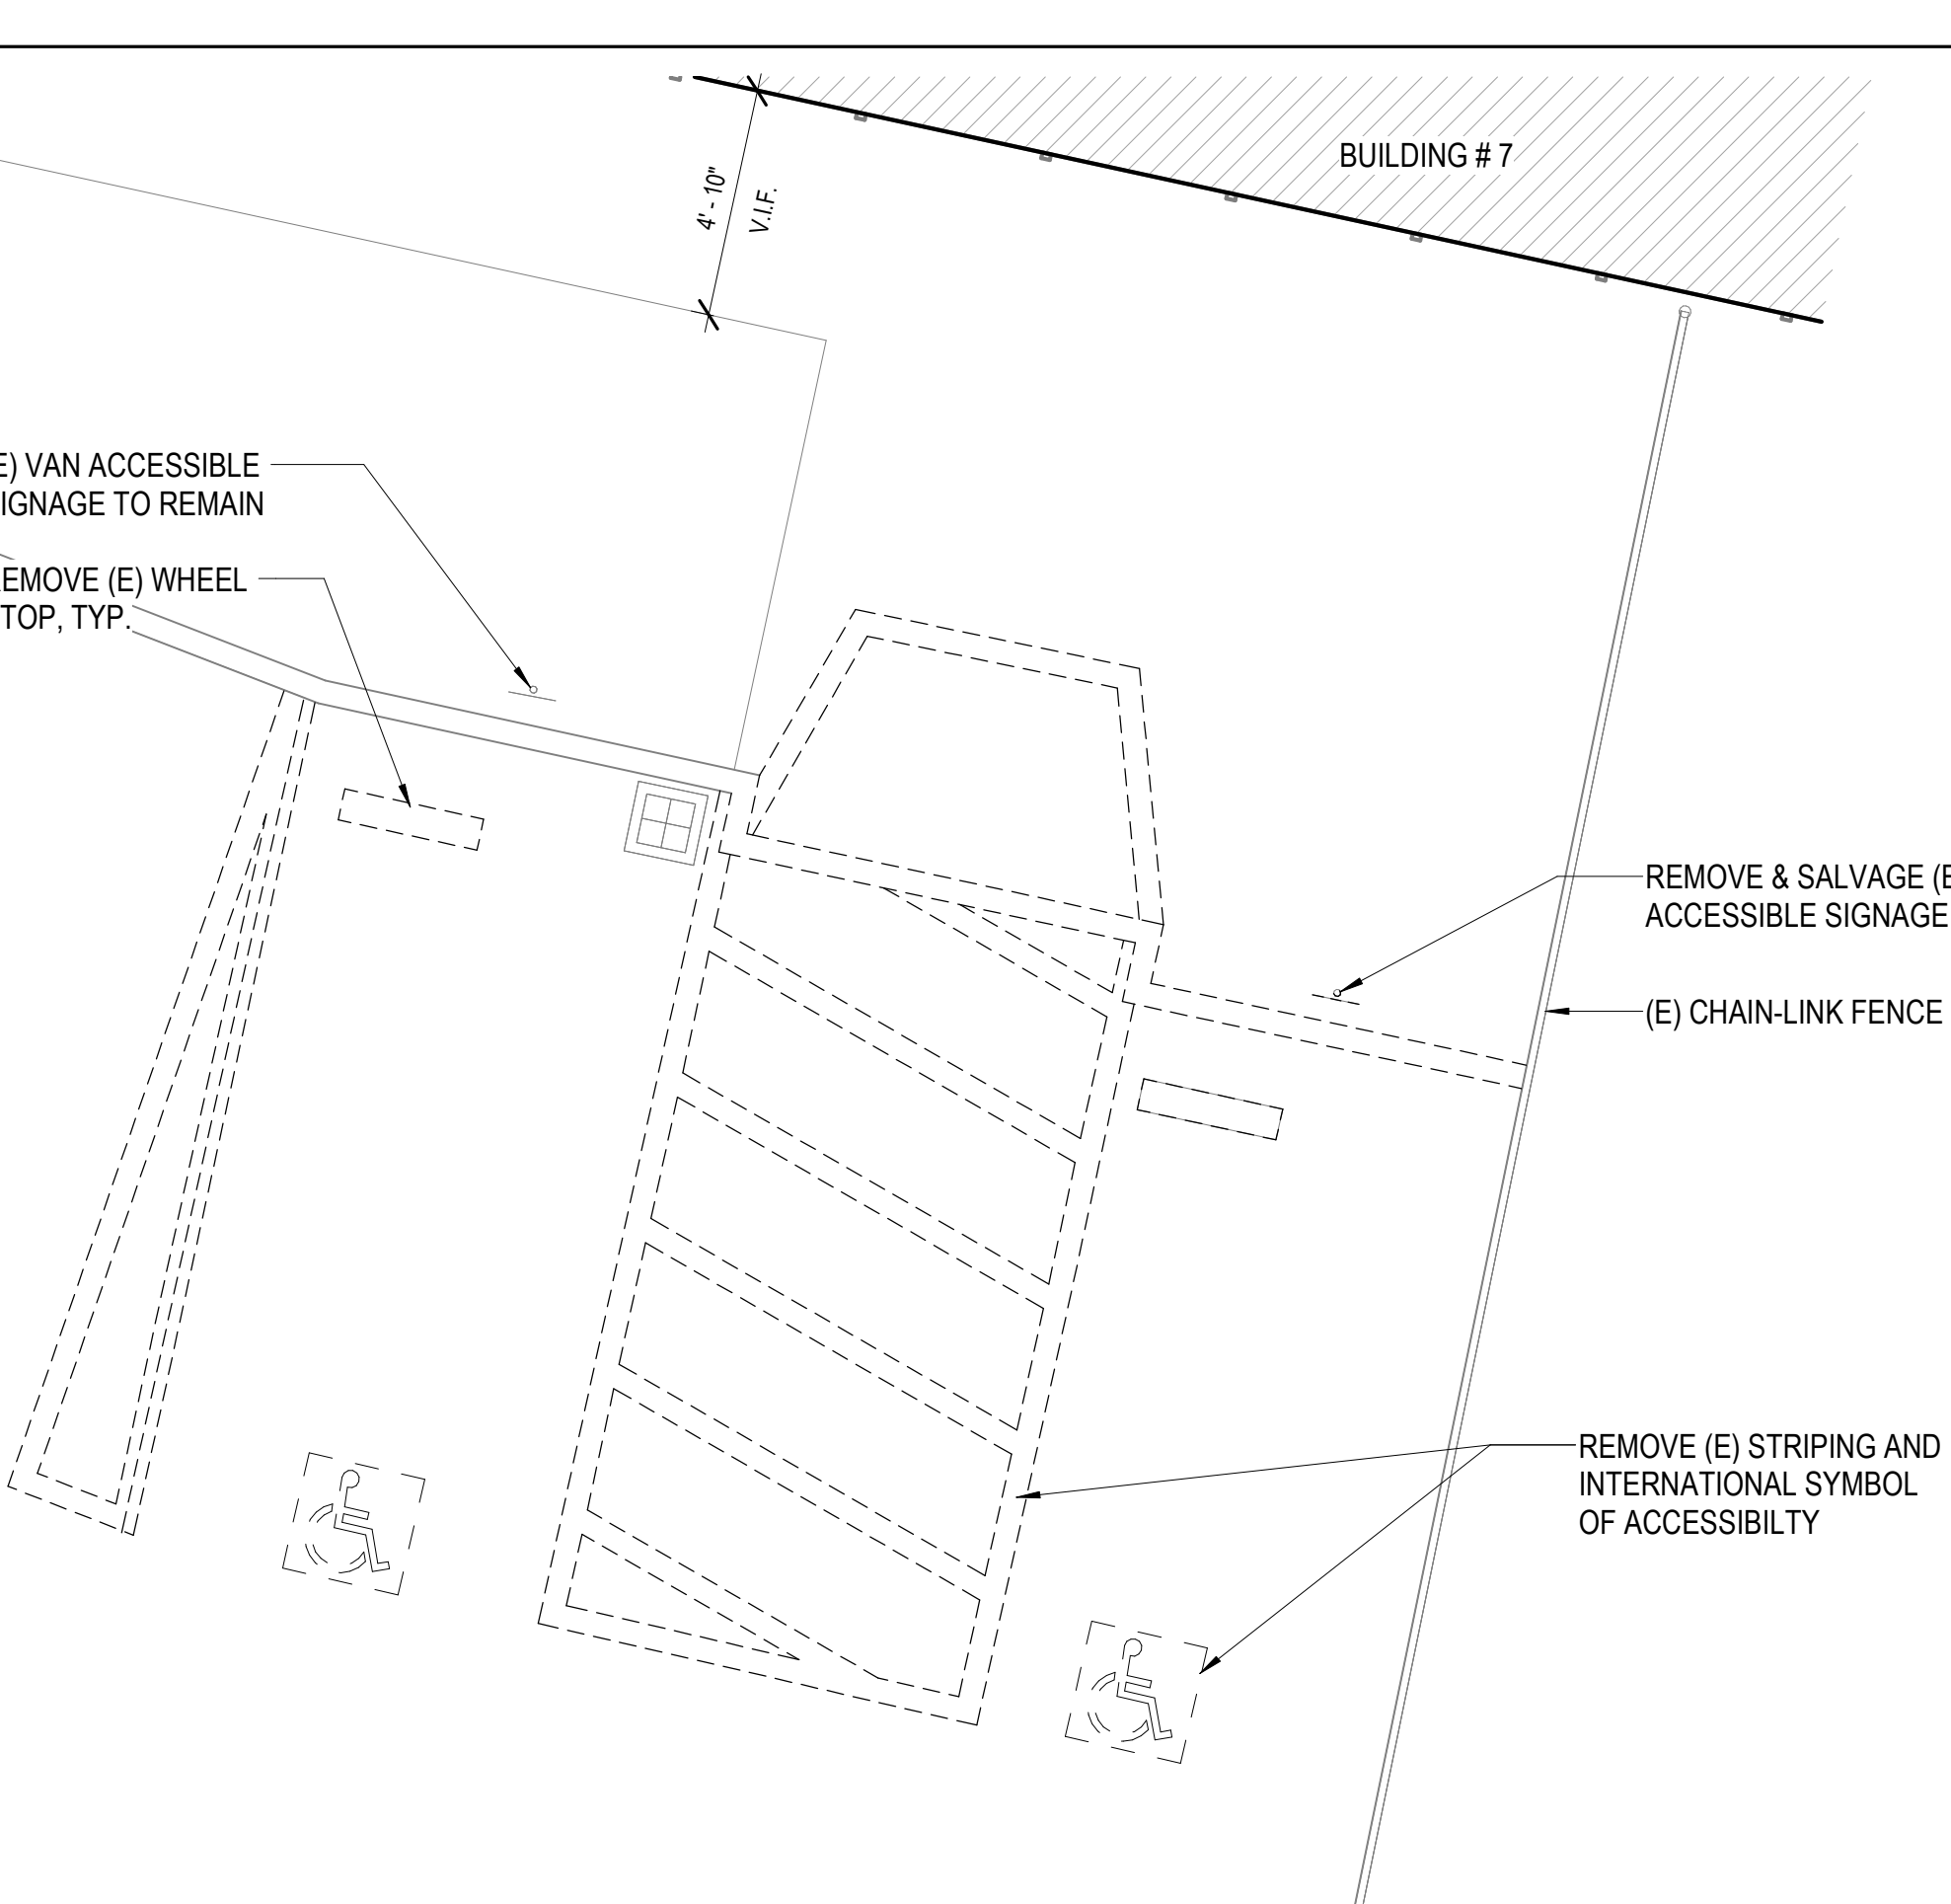 BUILDING # 7
4' - 10"
V.I.F.
E) VAN ACCESSIBLE
IGNAGE TO REMAIN
EMOVE (E) WHEEL
TOP, TYP.
REMOVE & SALVAGE (E
ACCESSIBLE SIGNAGE
(E) CHAIN-LINK FENCE
REMOVE (E) STRIPING AND
INTERNATIONAL SYMBOL
OF ACCESSIBILTY